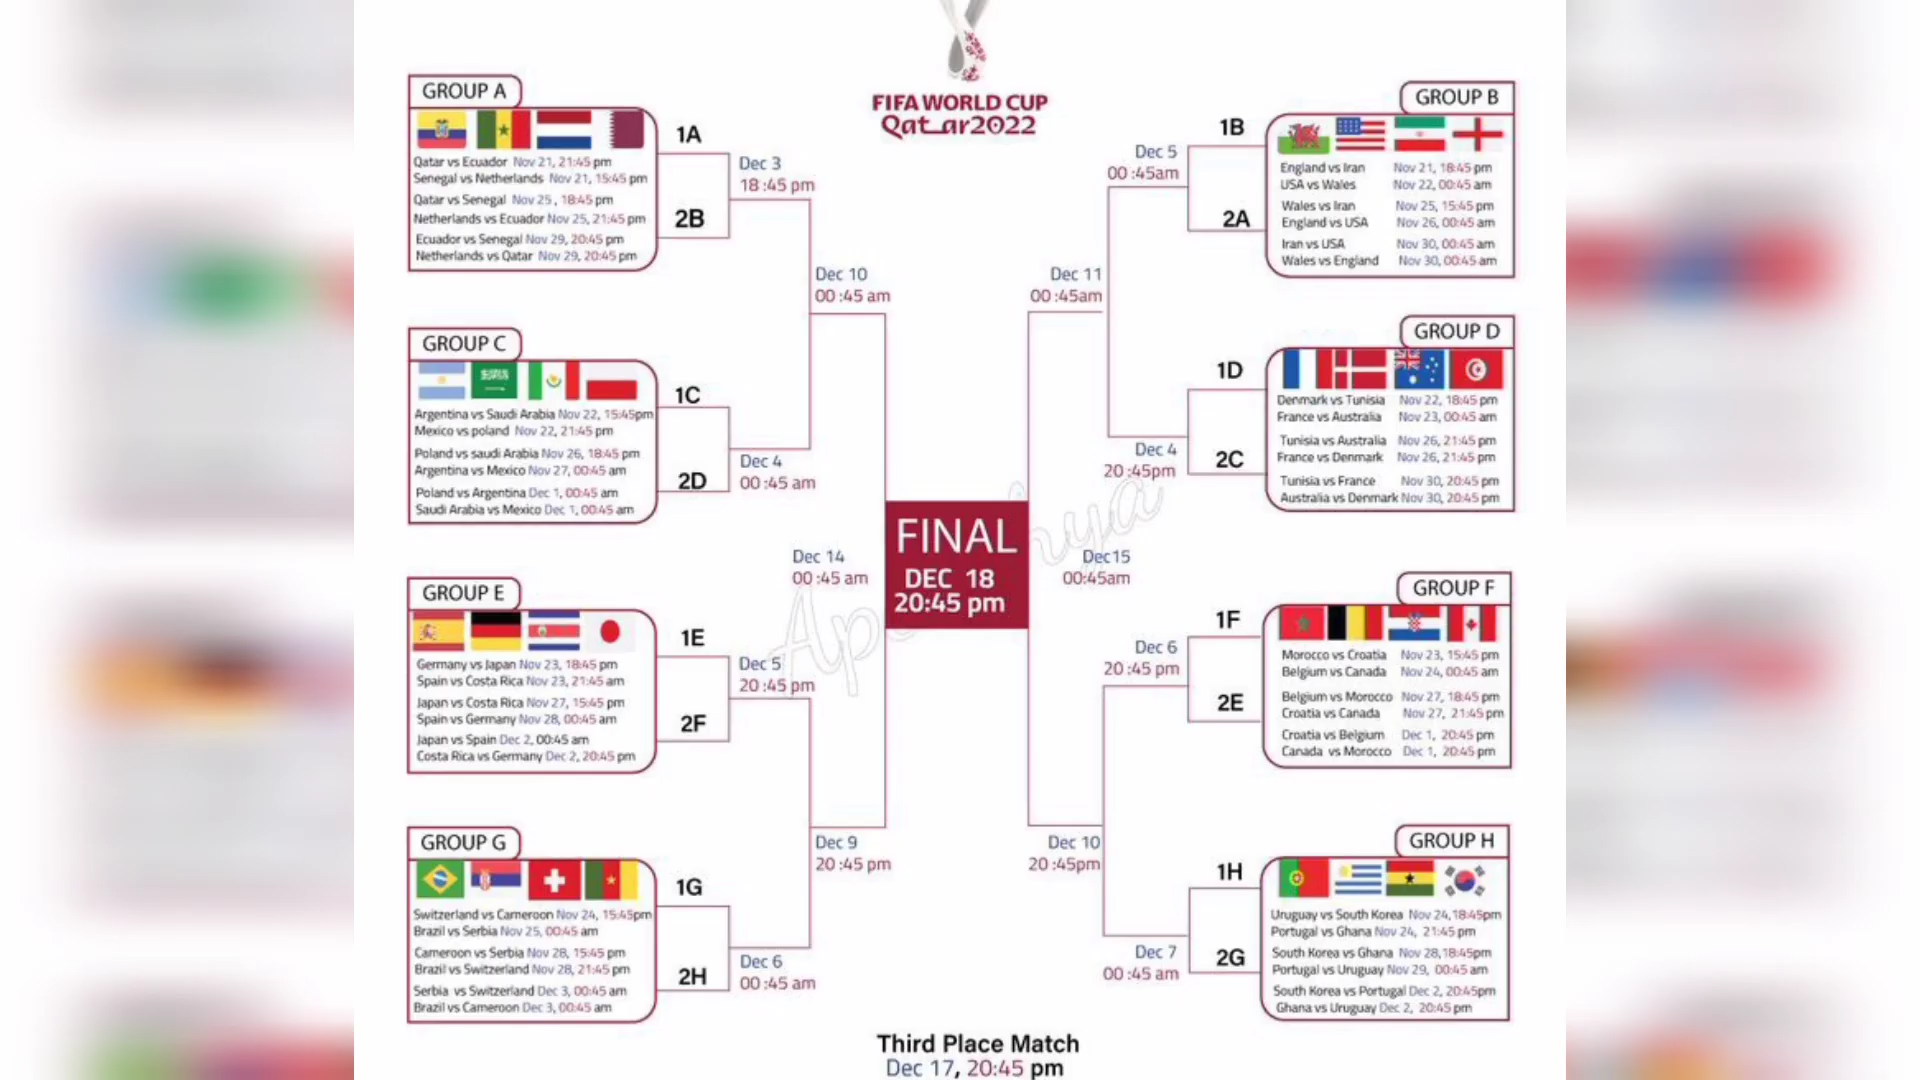 FIFA WORLD CUP
Qatar2022
GROUP A
Qatar vs Ecuador Nov 21, 21:45 pm
Senegal vs Netherlands Nov 21, 15:45 pm
Qatar vs Senegal Nov 25 , 18:45 pm
Netherlands vs Ecuador Nov 25, 21:45 pm
Ecuador vs Senegal Nov 29, 20:45 pm
Netherlands vs Qatar Nov 29, 20:45 pm
1A
2B
Dec 3
18 :45 pm
GROUP C
Argentina vs Saudi Arabia Nov 22, 15:45pm
Mexico vs poland Nov 22, 21:45 pm
Poland vs saudi Arabia Nov 26, 18:45 pm
Argentina vs Mexico Nov 27, 00:45 am
Poland vs Argentina Dec 1, 00:45 am
Saudi Arabia vs Mexico Dec 1, 00:45 am
1C
2D
Dec 4
00 :45 am
Dec 10
00 :45 am
GROUP E
Germany vs Japan Nov 23, 18:45 pm
Spain vs Costa Rica Nov 23, 21:45 am
Japan vs Costa Rica Nov 27, 15:45 pm
Spain vs Germany Nov 28, 00:45 am
Japan vs Spain Dec 2, 00:45 am
Costa Rica vs Germany Dec 2, 20:45 pm
1E
2F
Dec 5
20 :45 pm
GROUP G
Switzerland vs Cameroon Nov 24, 15:45pm
Brazil vs Serbia Nov 25, 00:45 am
Cameroon vs Serbia Nov 28, 15:45 pm
Brazil vs Switzerland Nov 28, 21:45 pm
Serbia vs Switzerland Dec 3, 00:45 am
Brazil vs Cameroon Dec 3, 00:45 am
1G
2H
Dec 6
00 :45 am
Dec 9
20 :45 pm
Dec 14
00 :45 am
FINAL
DEC 18
20:45 pm
Dec15
00:45am
GROUP B
England vs Iran Nov 21, 18:45 pm
USA vs Wales Nov 22, 00:45 am
Wales vs Iran Nov 25, 15:45 pm
England vs USA Nov 26, 00:45 am
Iran vs USA Nov 30, 00:45 am
Wales vs England Nov 30, 00:45 am
1B
2A
Dec 5
00 :45am
GROUP D
Denmark vs Tunisia Nov 22, 18:45 pm
France vs Australia Nov 23, 00:45 am
Tunisia vs Australia Nov 26, 21:45 pm
France vs Denmark Nov 26, 21:45 pm
Tunisia vs France Nov 30, 20:45 pm
Australia vs Denmark Nov 30, 20:45 pm
1D
2C
Dec 4
20 :45pm
Dec 11
00 :45am
GROUP F
Morocco vs Croatia Nov 23, 15:45 pm
Belgium vs Canada Nov 24, 00:45 am
Belgium vs Morocco Nov 27, 18:45 pm
Croatia vs Canada Nov 27, 21:45 pm
Croatia vs Belgium Dec 1, 20:45 pm
Canada vs Morocco Dec 1, 20:45 pm
1F
2E
Dec 6
20 :45 pm
GROUP H
Uruguay vs South Korea Nov 24,18:45pm
Portugal vs Ghana Nov 24, 21:45 pm
South Korea vs Ghana Nov 28,18:45pm
Portugal vs Uruguay Nov 29, 00:45 am
South Korea vs Portugal Dec 2, 20:45pm
Ghana vs Uruguay Dec 2, 20:45 pm
1H
2G
Dec 7
00 :45 am
Dec 10
20 :45pm
Third Place Match
Dec 17, 20:45 pm